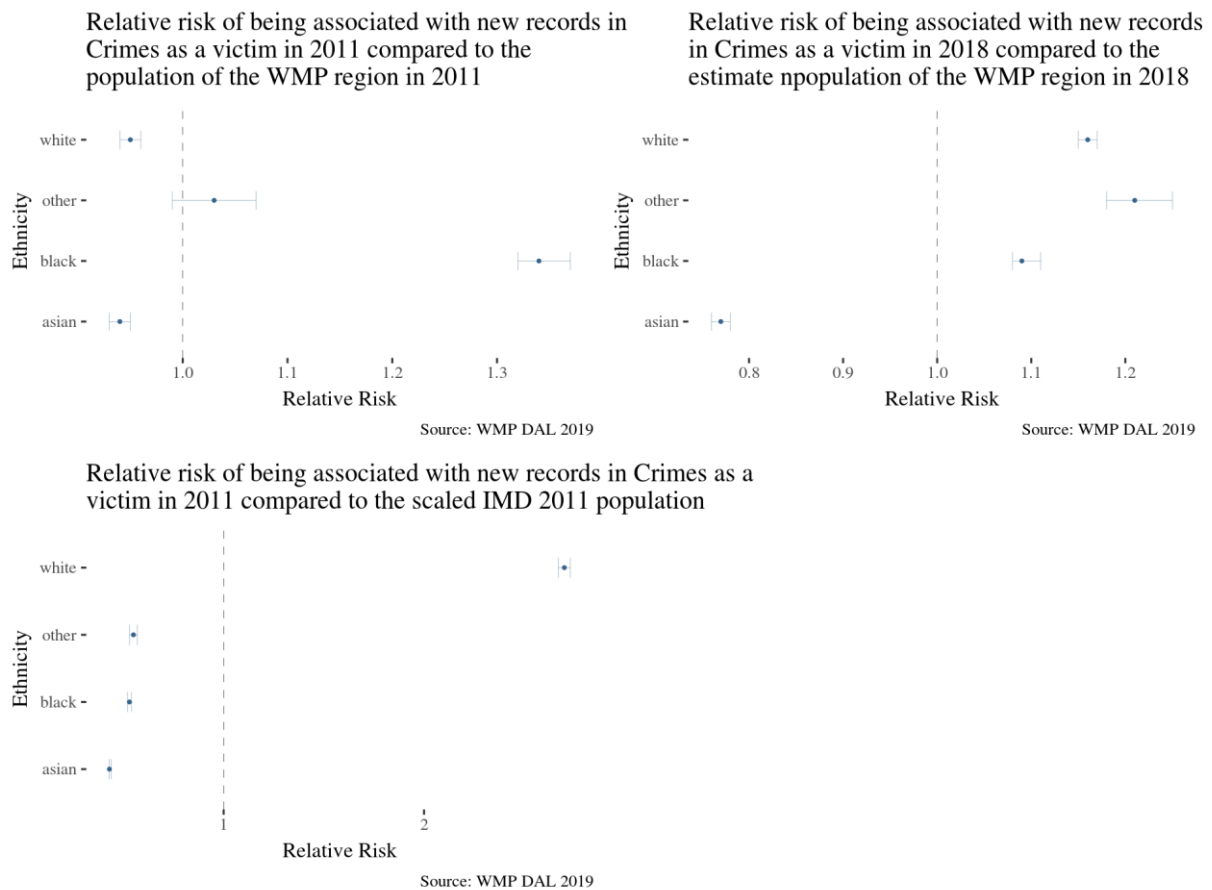 Relative risk of being associated with new records in
Crimes as a victim in 2011 compared to the
population of the WMP region in 2011
white
other
black
asian
Ethnicity
1.0
1.1
1.2
1.3
Relative Risk
Source: WMP DAL 2019
Relative risk of being associated with new records
in Crimes as a victim in 2018 compared to the
estimate npopulation of the WMP region in 2018
white
other
black
asian
Ethnicity
0.8
0.9
1.0
1.1
1.2
Relative Risk
Source: WMP DAL 2019
Relative risk of being associated with new records in Crimes as a
victim in 2011 compared to the scaled IMD 2011 population
white
other
black
asian
Ethnicity
1
2
Relative Risk
Source: WMP DAL 2019